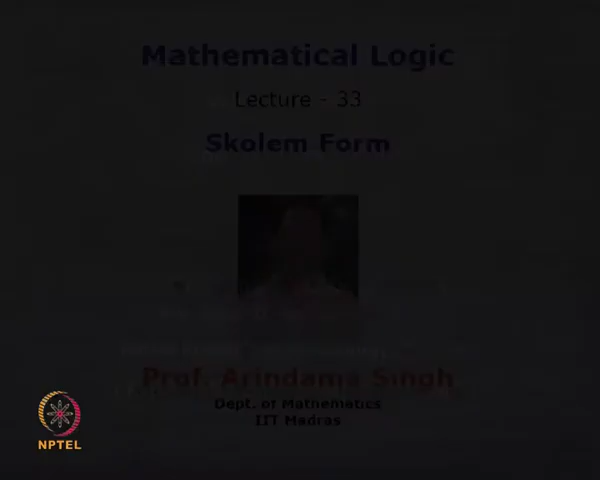 Mathematical Logic
Lecture - 33
Skolem Form
Prof. Arindama Singh
Dept. of Mathematics
IIT Madras
NPTEL